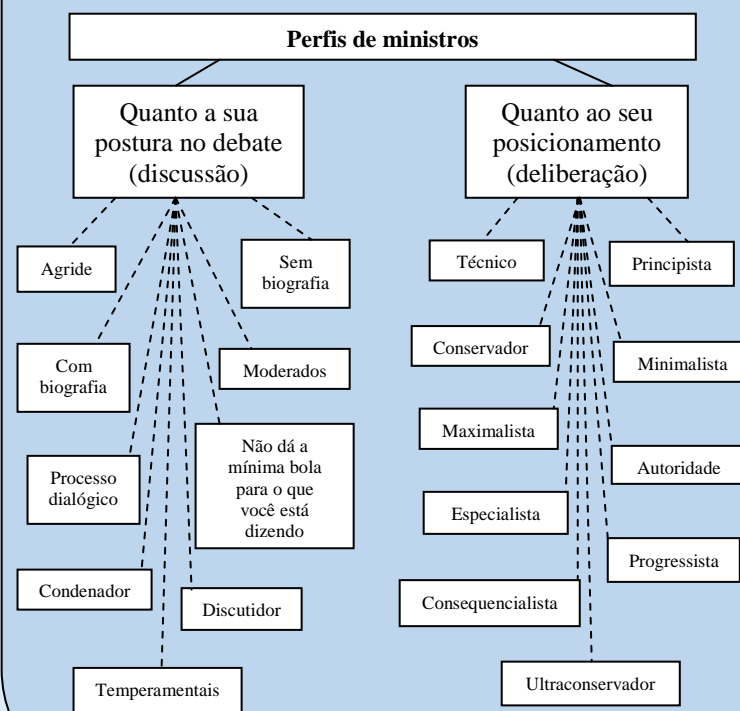 Perfis de ministros
Quanto a sua
postura no debate
(discussão)
Agride
Sem
biografia
Com
biografia
Moderados
Processo
dialógico
Não dá a
mínima bola
para o que
você está
dizendo
Condenador
Discutidor
Temperamentais
Quanto ao seu
posicionamento
(deliberação)
Técnico
Principista
Conservador
Minimalista
Maximalista
Autoridade
Especialista
Progressista
Consequencialista
Ultraconservador